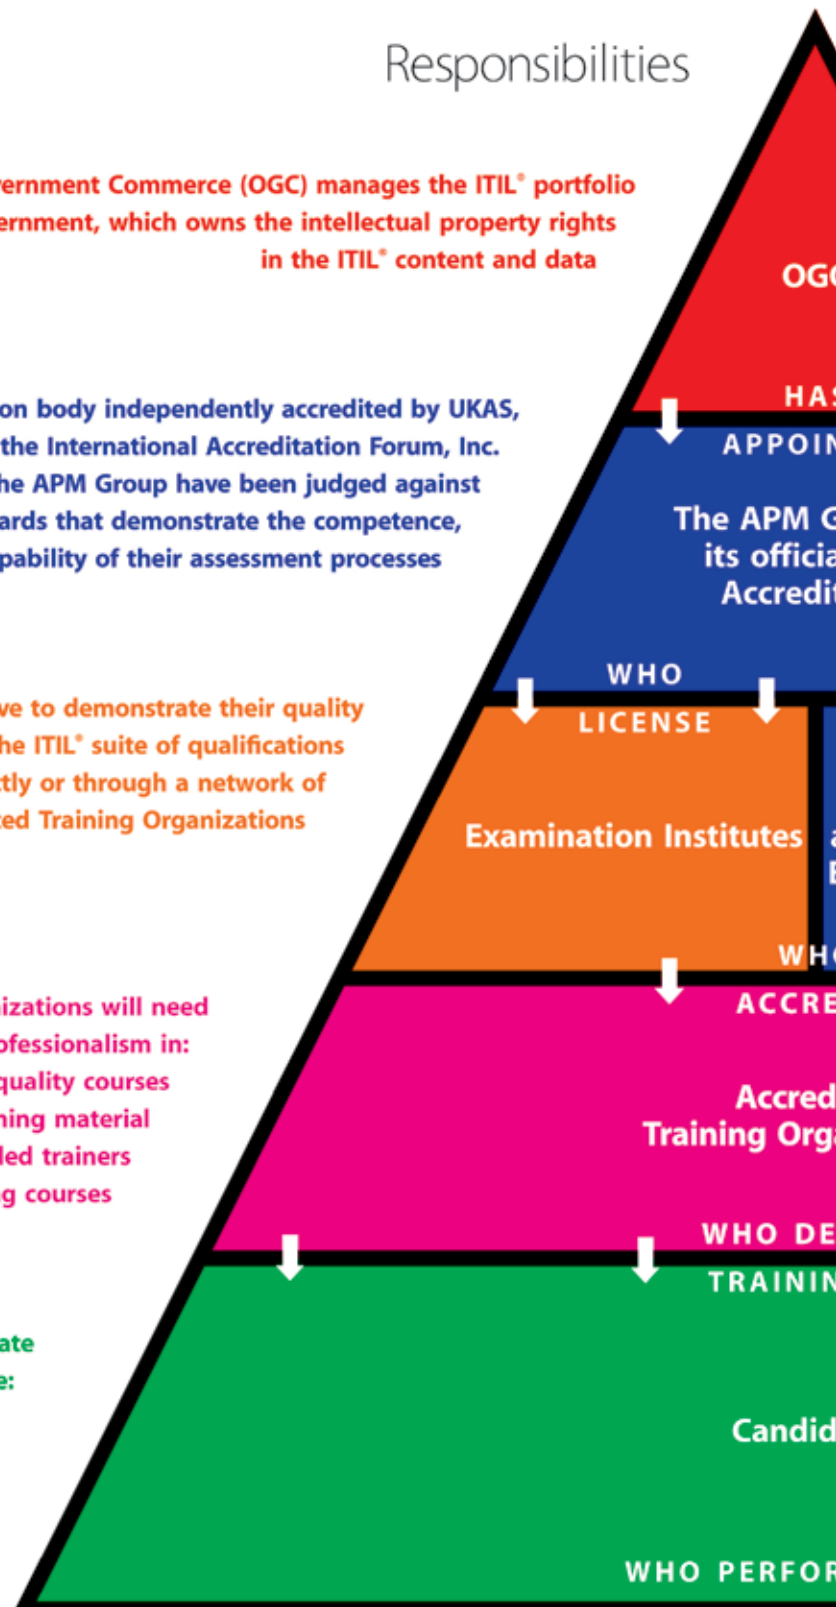 Responsibilities
vernment Commerce (OGC) manages the ITIL® portfolio
ernment, which owns the intellectual property rights
in the ITIL® content and data
OGC
HAS
on body independently accredited by UKAS,
the International Accreditation Forum, Inc.
he APM Group have been judged against
ards that demonstrate the competence,
pability of their assessment processes
APPOIN
The APM G
its officia
Accredit
WHO
ve to demonstrate their quality
he ITIL® suite of qualifications
tly or through a network of
ted Training Organizations
LICENSE
Examination Institutes
a
E
WHO
nizations will need
ofessionalism in:
quality courses
ning material
led trainers
g courses
ACCRE
Accred
Training Orga
WHO DE
TRAININ
ate
e:
Candid
WHO PERFOR